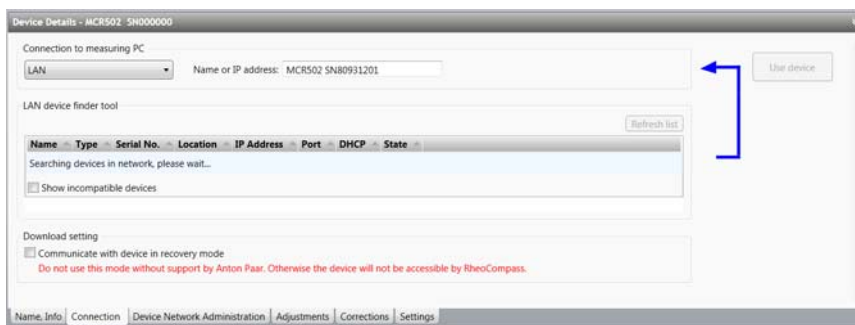 Device Details - MCR502 SN000000
Connection to measuring PC
LAN
Name or IP address: MCR502 SN80931201
Use device
LAN device finder tool
Refresh list
Name Type Serial No. Location IP Address Port DHCP State
Searching devices in network, please wait...
Show incompatible devices
Download setting
Communicate with device in recovery mode
Do not use this mode without support by Anton Paar. Otherwise the device will not be accessible by RheoCompass.
Name, Info Connection Device Network Administration Adjustments Corrections Settings